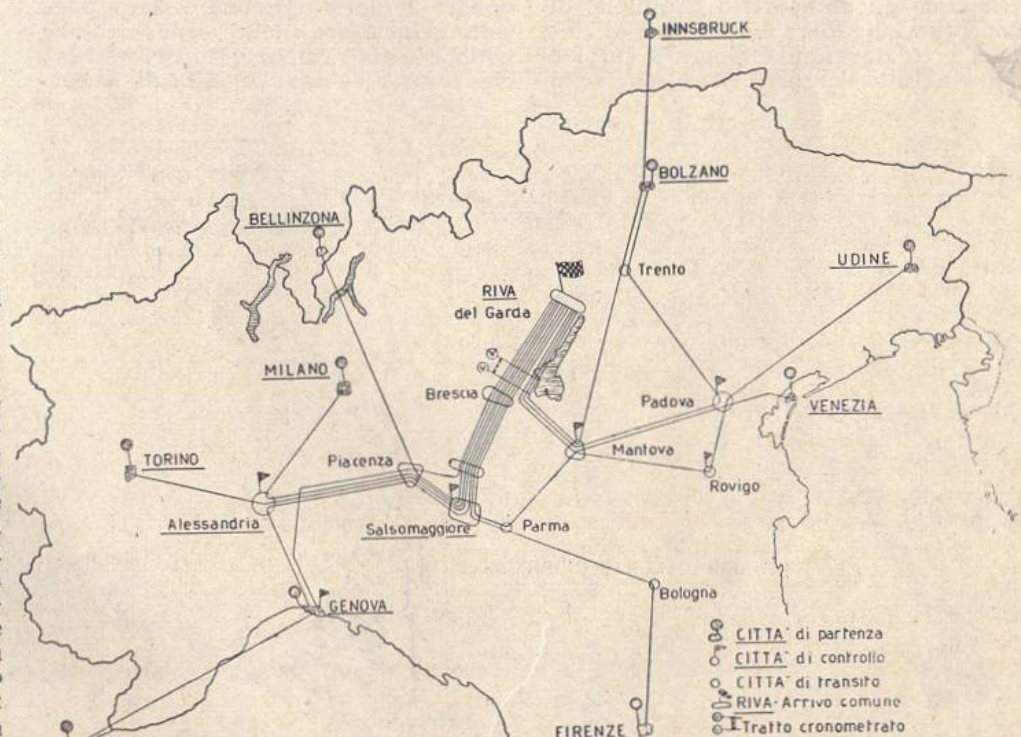 INNSBRUCK
BOLZANO
BELLINZONA
UDINE
Trento
RIVA
del Garda
MILANO
Brescia
Padova
VENEZIA
TORINO
Piacenza
Mantova
Rovigo
Alessandria
Salsomaggiore
Parma
GENOVA
Bologna
FIRENZE
CITTA' di partenza
CITTA' di controllo
CITTA' di transito
RIVA-Arrivo comune
Tratto cronometrato